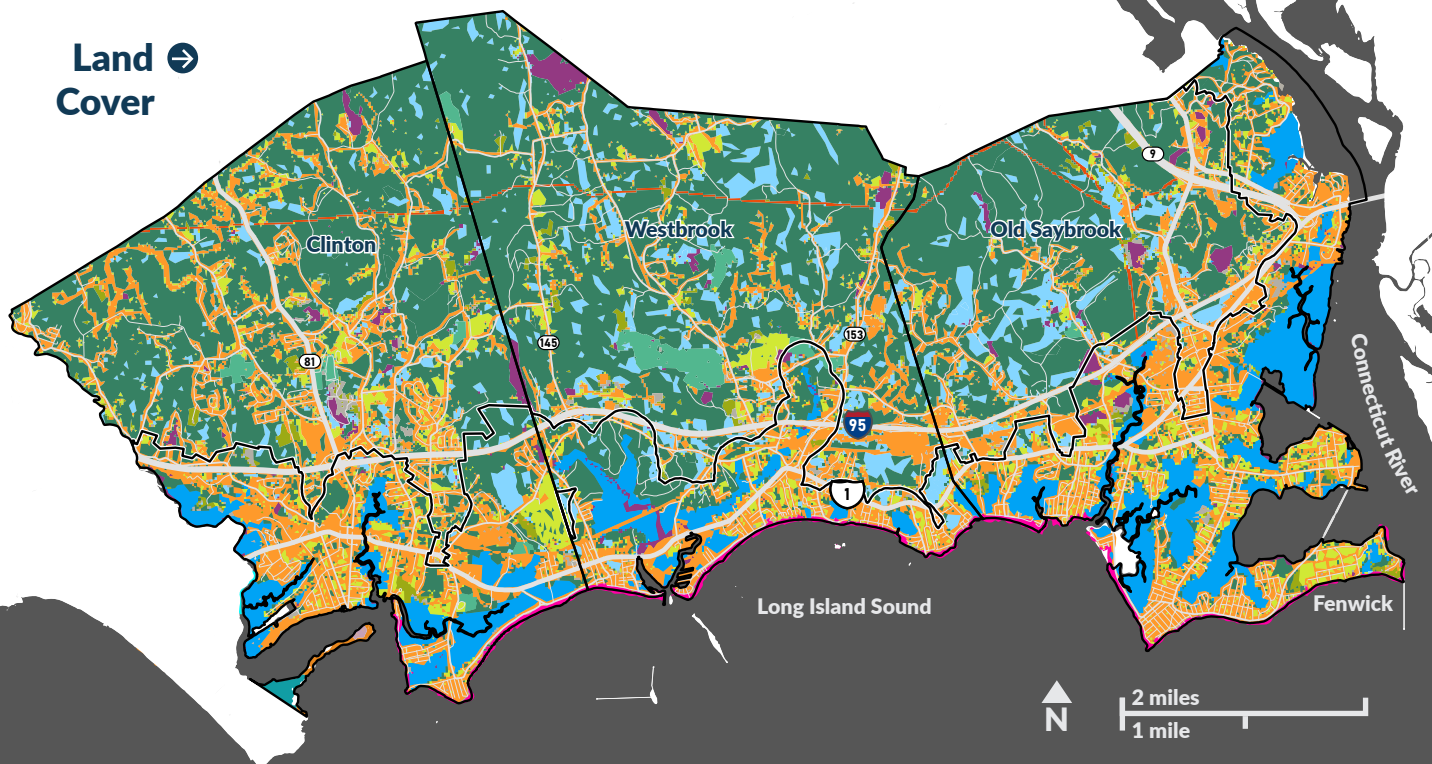 Land
Cover
9
Clinton
Westbrook
Old Saybrook
81
145
153
95
1
Connecticut River
Long Island Sound
Fenwick
N
2 miles
1 mile